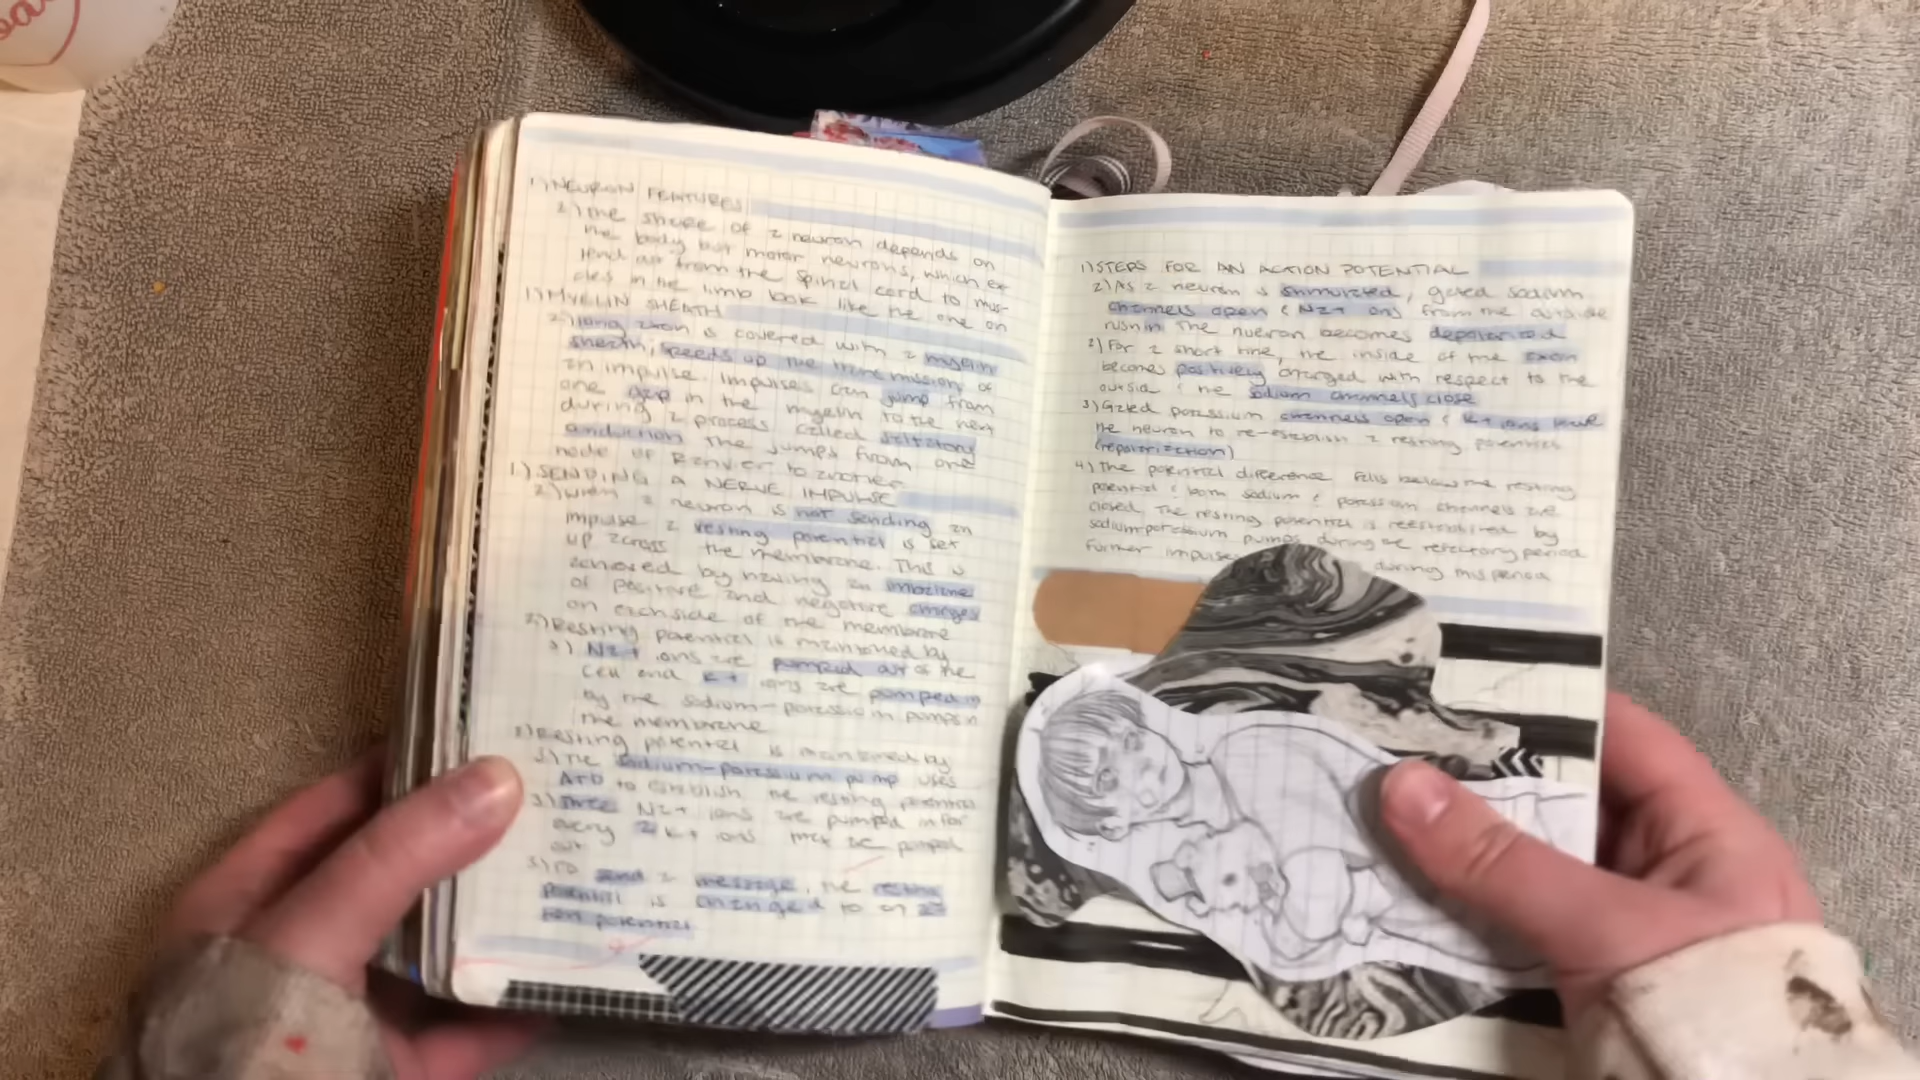 1) NEURON FEATURES
2) The shape of a neuron depends on
the body but motor neurons, which ex
tend out from the spinal cord to mus-
cles in the limb look like the one on
1) MYELIN SHEATH
2) long axon is covered with a myelin
sheath, speeds up the transmission of
an impulse. Impulses can jump from
one gap in the myelin to the next
during a process called saltatory
conduction The jumps from one
node of Ranvier to another
1.) SENDING A NERVE IMPULSE
2) When a neuron is not sending an
impulse a resting potential is set
up across the membrane. This is
achieved by having an imbalance
of positive and negative charges
on each side of the membrane
2) Resting potential is maintained by
3) Na+ ions are pumped out of the
cell and K+ ions are pumped in
by the sodium-potassium pumps in
the membrane
2) Resting potential is maintained by
3) The sodium-potassium pump uses
to establish the resting potential
3) Three Na+ ions are pumped in for
every 2 K+ ions that are pumped
out
3) To send a message, the resting
potential is changed to an ac
tion potential
1) STEPS FOR AN ACTION POTENTIAL
2) As a neuron is stimulated, gated sodium
channels open & Na+ ions from the outside
rush in. The neuron becomes depolarized
2) For a short time, the inside of the axon
becomes positively charged with respect to the
outside & the sodium channels close
3) Gated potassium channels open & K+ ions leave
the neuron to re-establish a resting potential
(repolarization)
4) The potential difference falls below the resting
potential & both sodium & potassium channels are
closed. The resting potential is reestablished by
sodium potassium pumps during the refractory period
further impulse during this period